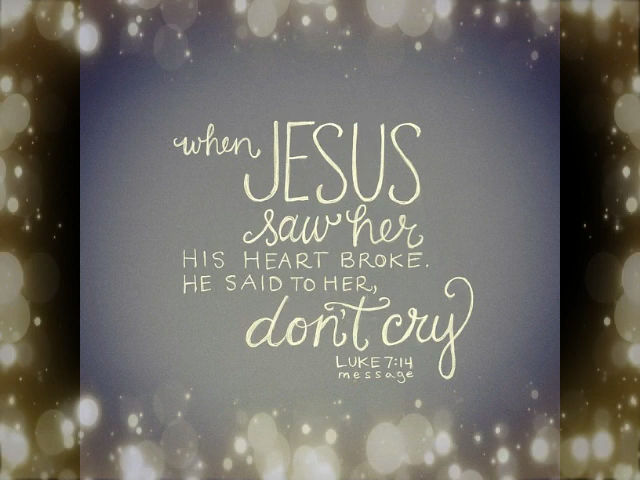 when JESUS
saw her
HIS HEART BROKE.
HE SAID TO HER,
don't cry
LUKE 7:14
message